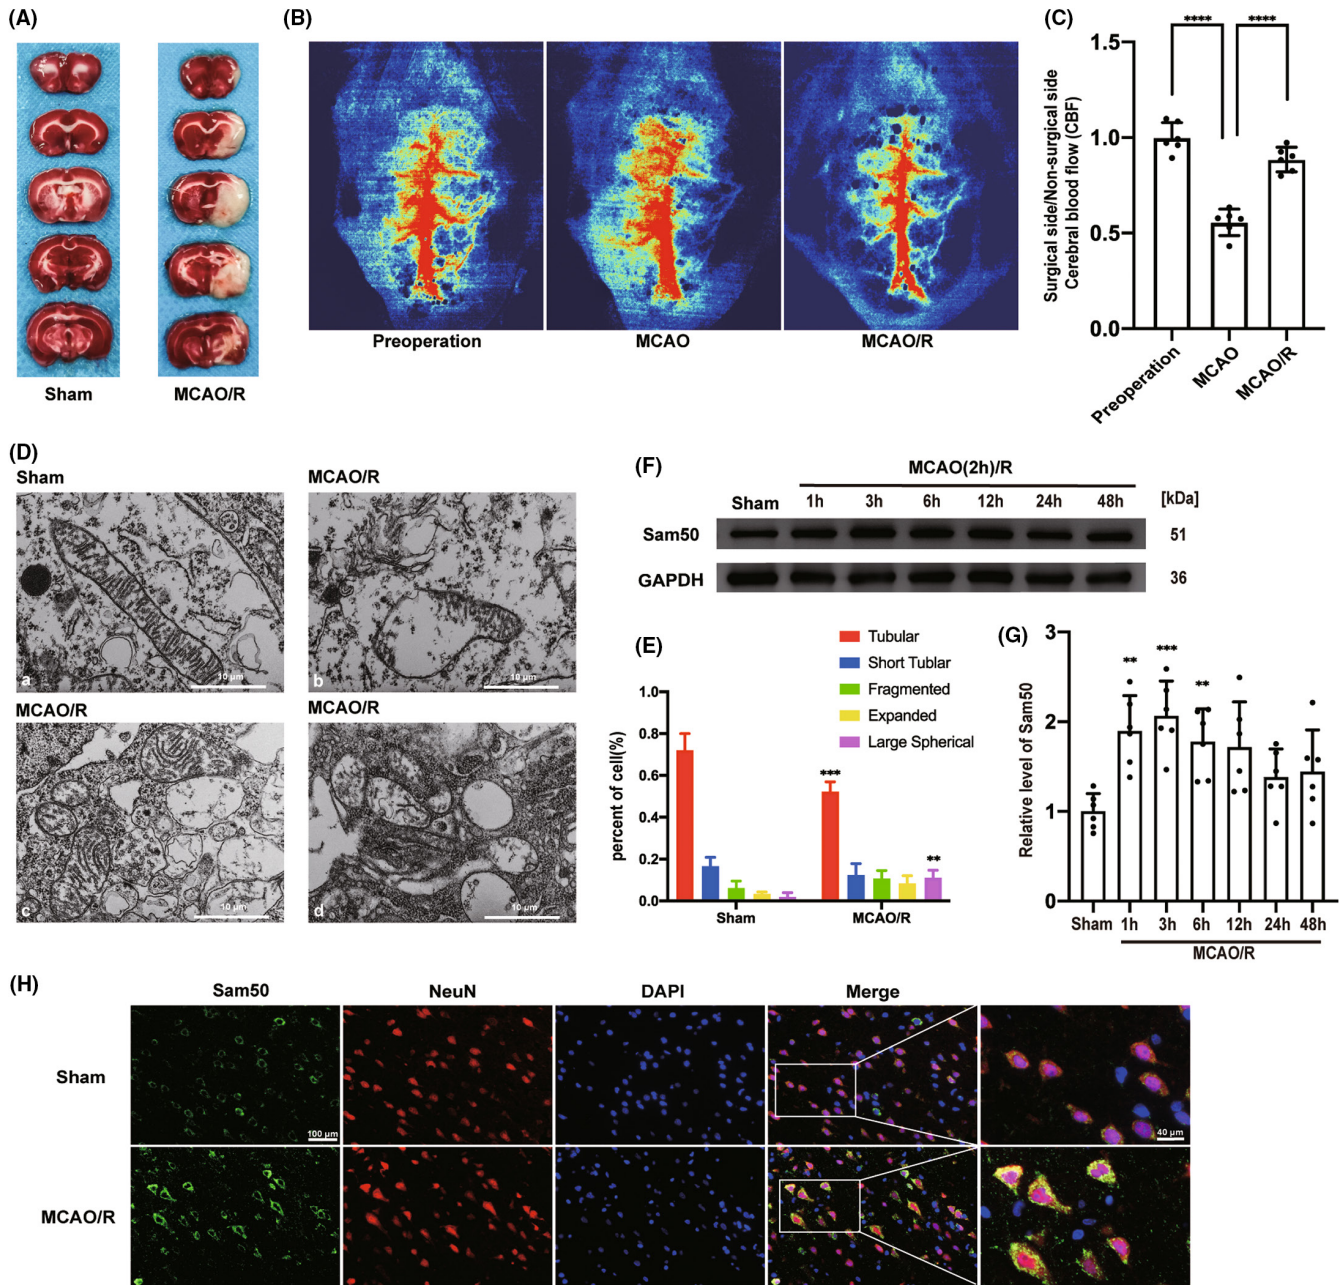 (A)
Sham
MCAO/R
(B)
Preoperation
MCAO
MCAO/R
(C)
****
****
Surgical side/Non-surgical side
Cerebral blood flow (CBF)
1.5
1.0
0.5
0.0
Preoperation
MCAO
MCAO/R
(D)
Sham
MCAO/R
a
10 μm
b
10 μm
MCAO/R
MCAO/R
c
10 μm
d
10 μm
(F)
MCAO(2h)/R
Sham 1h 3h 6h 12h 24h 48h [kDa]
Sam50 51
GAPDH 36
(E)
Tubular
Short Tublar
Fragmented
Expanded
Large Spherical
percent of cell(%)
1.0
0.8
0.6
0.4
0.2
0.0
***
**
Sham
MCAO/R
(G)
Relative level of Sam50
3
2
1
0
**
***
**
Sham 1h 3h 6h 12h 24h 48h
MCAO/R
(H)
Sam50 NeuN DAPI Merge
Sham
100 μm
40 μm
MCAO/R